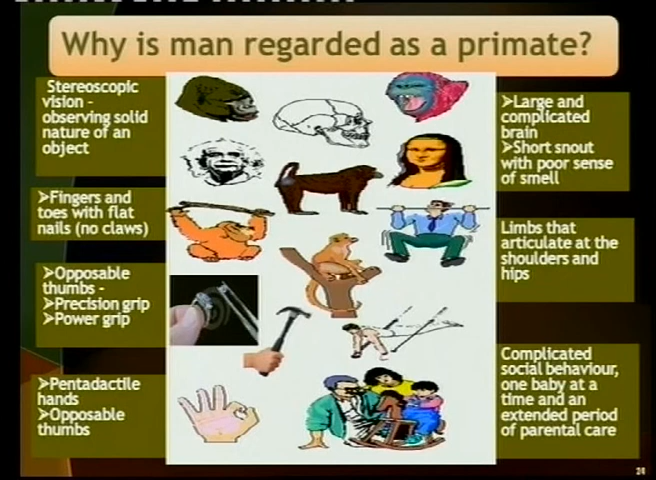 Why is man regarded as a primate?
Stereoscopic
vision -
observing solid
nature of an
object
➢Fingers and
toes with flat
nails (no claws)
➢Opposable
thumbs -
➢Precision grip
➢Power grip
➢Pentadactile
hands
➢Opposable
thumbs
➢Large and
complicated
brain
➢Short snout
with poor sense
of smell
Limbs that
articulate at the
shoulders and
hips
Complicated
social behaviour,
one baby at a
time and an
extended period
of parental care
24